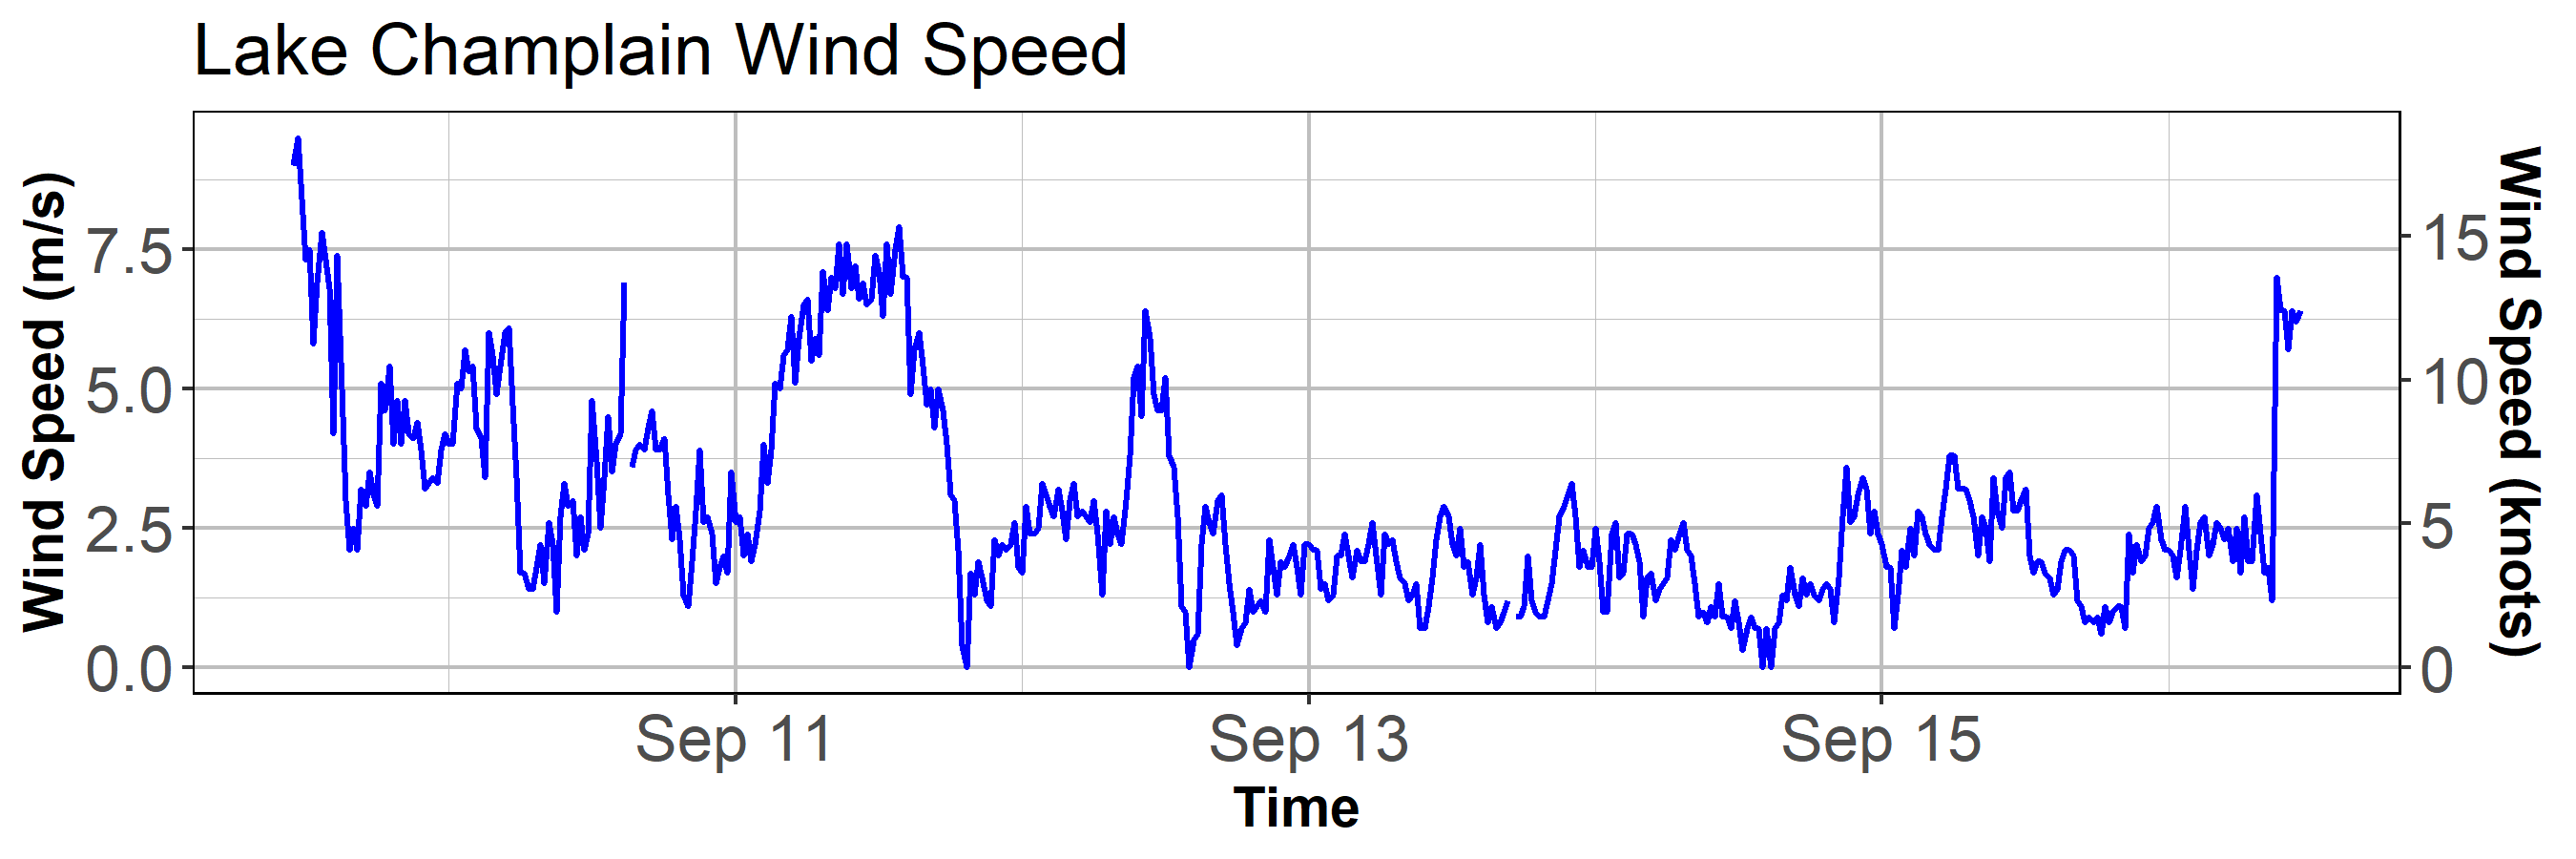 Lake Champlain Wind Speed
Wind Speed (m/s)
7.5
5.0
2.5
0.0
15
10
5
0
Wind Speed (knots)
Sep 11
Sep 13
Sep 15
Time